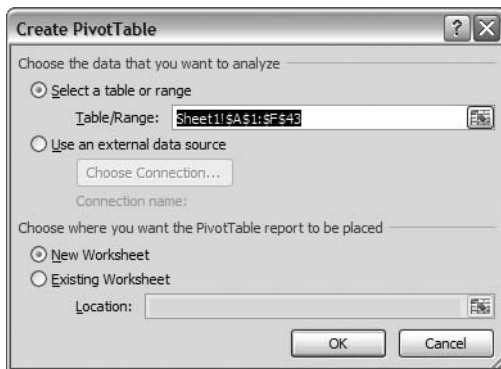 Create PivotTable
Choose the data that you want to analyze
Select a table or range
Table/Range: Sheet1!$A$1:$F$43
Use an external data source
Choose Connection...
Connection name:
Choose where you want the PivotTable report to be placed
New Worksheet
Existing Worksheet
Location:
OK Cancel